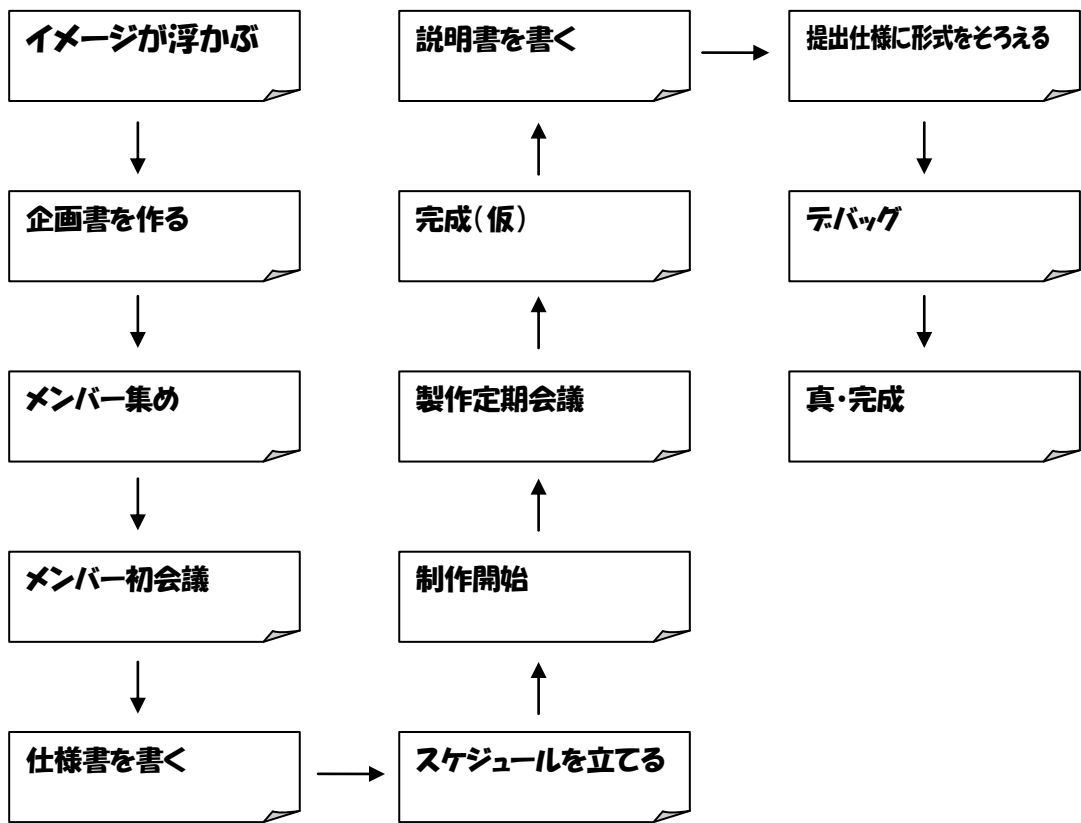 イメージが浮かぶ
企画書を作る
メンバー集め
メンバー初会議
仕様書を書く
スケジュールを立てる
制作開始
製作定期会議
完成(仮)
説明書を書く
提出仕様に形式をそろえる
デバッグ
真・完成